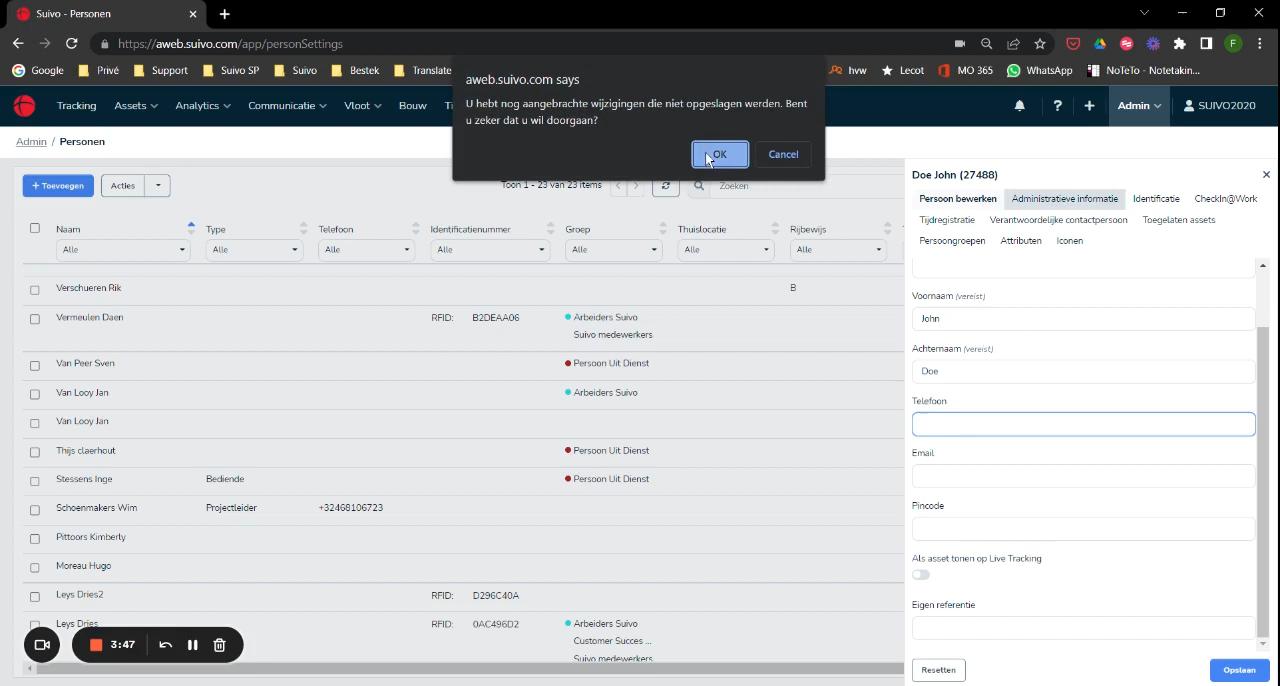 Suivo - Personen
https://aweb.suivo.com/app/personSettings
F
Google Privé Support Suivo SP Suivo Bestek Translate hvw Lecot MO 365 WhatsApp NoTeTo - Notetakin...
aweb.suivo.com says
U hebt nog aangebrachte wijzigingen die niet opgeslagen werden. Bent
u zeker dat u wil doorgaan?
OK Cancel
Tracking Assets Analytics Communicatie Vloot Bouw ? + Admin SUIVO2020
Admin / Personen
+ Toevoegen Acties Toon 1 - 23 van 23 items Zoeken
Naam Type Telefoon Identificatienummer Groep Thuislocatie Rijbewijs
Alle Alle Alle Alle Alle Alle Alle
Verschueren Rik B
Vermeulen Daen RFID: B2DEAA06 Arbeiders Suivo
Suivo medewerkers
Van Peer Sven Persoon Uit Dienst
Van Looy Jan Arbeiders Suivo
Van Looy Jan
Thijs claerhout Persoon Uit Dienst
Stessens Inge Bediende Persoon Uit Dienst
Schoenmakers Wim Projectleider +32468106723
Pittoors Kimberly
Moreau Hugo
Leys Dries2 RFID: D296C40A
Leys Dries RFID: 0AC496D2 Arbeiders Suivo
Customer Succes ...
Suivo medewerkers
3:47
Doe John (27488)
Persoon bewerken Administratieve informatie Identificatie CheckIn@Work
Tijdregistratie Verantwoordelijke contactpersoon Toegelaten assets
Persoongroepen Attributen Iconen
Voornaam (vereist)
John
Achternaam (vereist)
Doe
Telefoon
Email
Pincode
Als asset tonen op Live Tracking
Eigen referentie
Resetten Opslaan